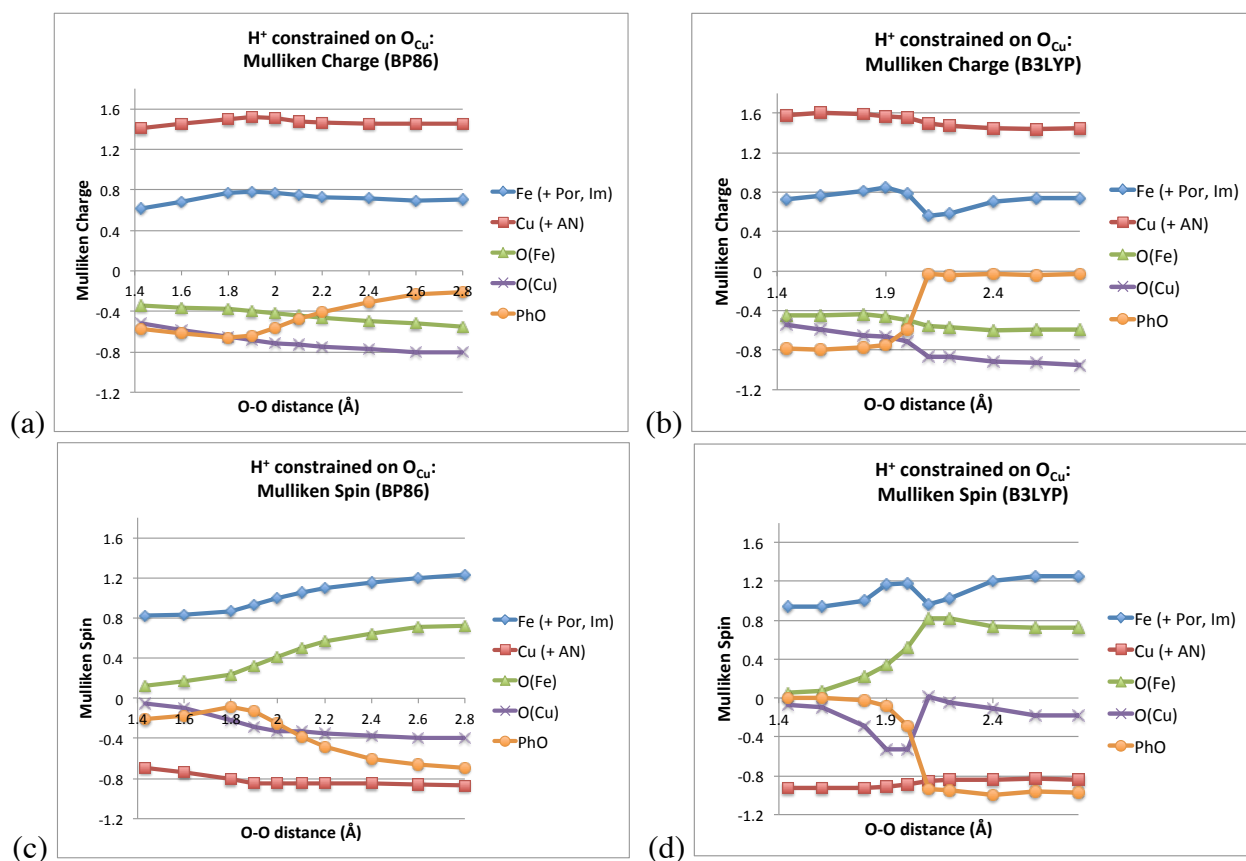 H⁺ constrained on O_Cu:
Mulliken Charge (BP86)
1.6
1.2
0.8
0.4
0
-0.4
-0.8
-1.2
1.4 1.6 1.8 2 2.2 2.4 2.6 2.8
Mulliken Charge
O-O distance (Å)
Fe (+ Por, Im)
Cu (+ AN)
O(Fe)
O(Cu)
PhO
(a)
H⁺ constrained on O_Cu:
Mulliken Charge (B3LYP)
1.6
1.2
0.8
0.4
0
-0.4
-0.8
-1.2
1.4 1.9 2.4
Mulliken Charge
O-O distance (Å)
Fe (+ Por, Im)
Cu (+ AN)
O(Fe)
O(Cu)
PhO
(b)
H⁺ constrained on O_Cu:
Mulliken Spin (BP86)
1.6
1.2
0.8
0.4
0
-0.4
-0.8
-1.2
1.4 1.6 1.8 2 2.2 2.4 2.6 2.8
Mulliken Spin
O-O distance (Å)
Fe (+ Por, Im)
Cu (+ AN)
O(Fe)
O(Cu)
PhO
(c)
H⁺ constrained on O_Cu:
Mulliken Spin (B3LYP)
1.6
1.2
0.8
0.4
0
-0.4
-0.8
-1.2
1.4 1.9 2.4
Mulliken Spin
O-O distance (Å)
Fe (+ Por, Im)
Cu (+ AN)
O(Fe)
O(Cu)
PhO
(d)